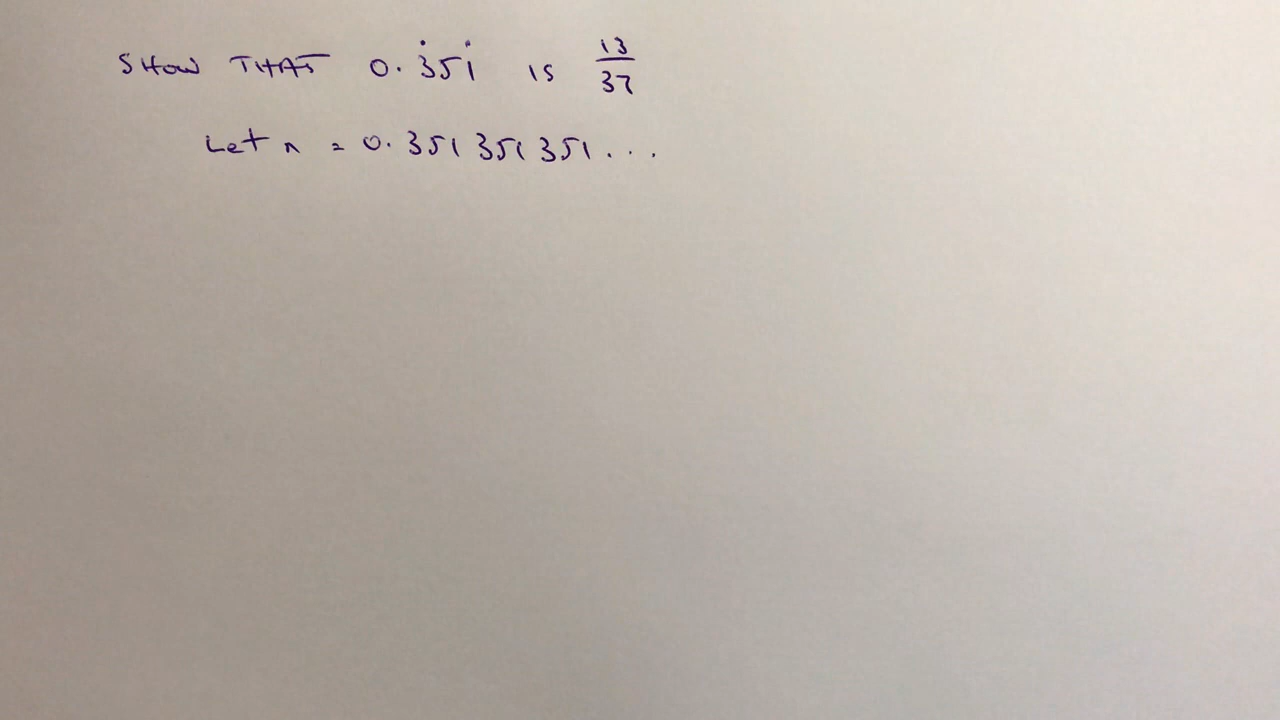 SHOW THAT 0.3̇51̇ is 13/37
Let n = 0.351 351 351...